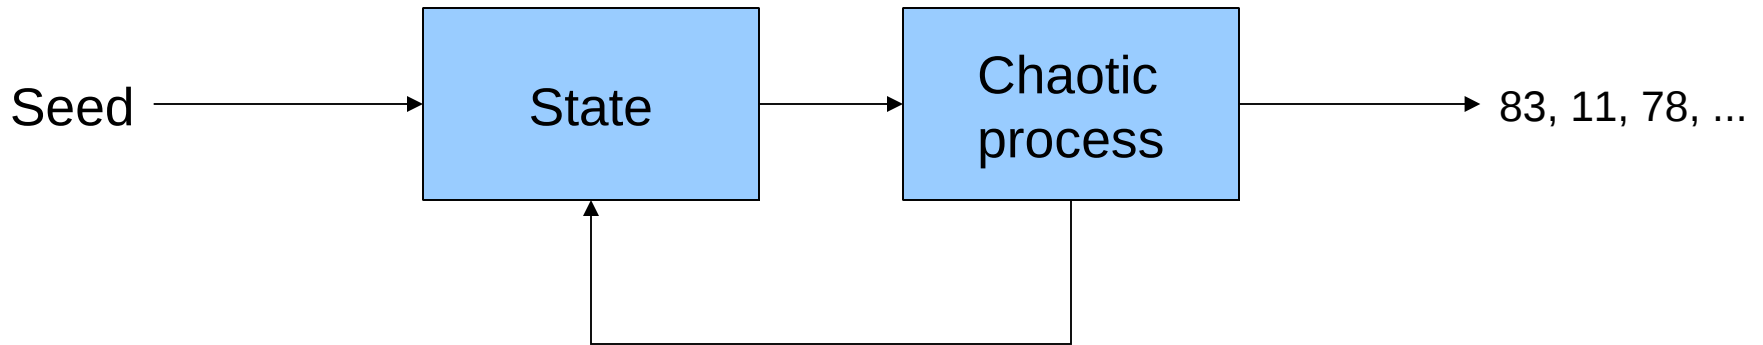 Seed
State
Chaotic
process
83, 11, 78, ...